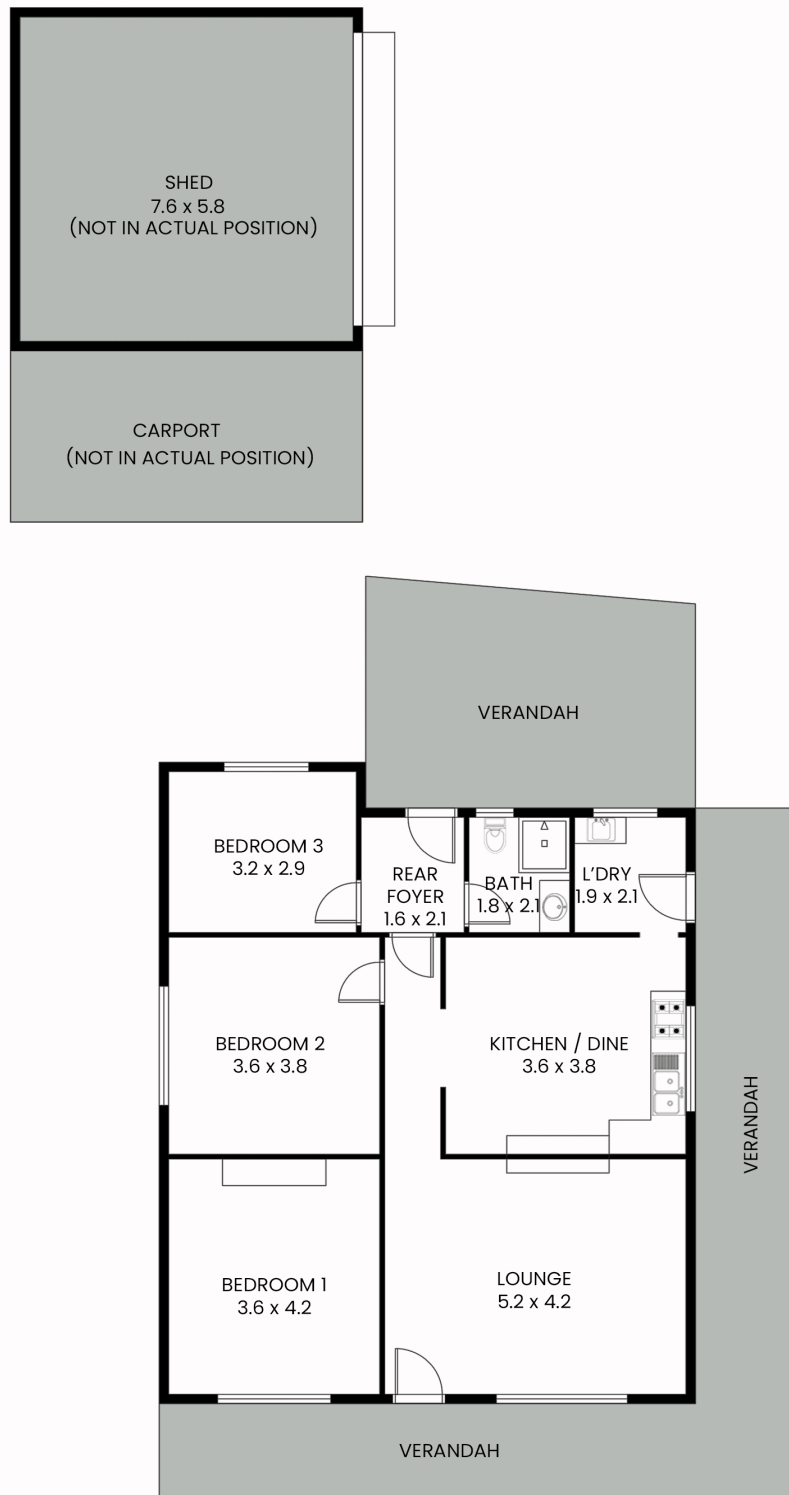 SHED
7.6 x 5.8
(NOT IN ACTUAL POSITION)
CARPORT
(NOT IN ACTUAL POSITION)
VERANDAH
BEDROOM 3
3.2 x 2.9
REAR
FOYER
1.6 x 2.1
BATH
1.8 x 2.1
L'DRY
1.9 x 2.1
BEDROOM 2
3.6 x 3.8
KITCHEN / DINE
3.6 x 3.8
VERANDAH
BEDROOM 1
3.6 x 4.2
LOUNGE
5.2 x 4.2
VERANDAH